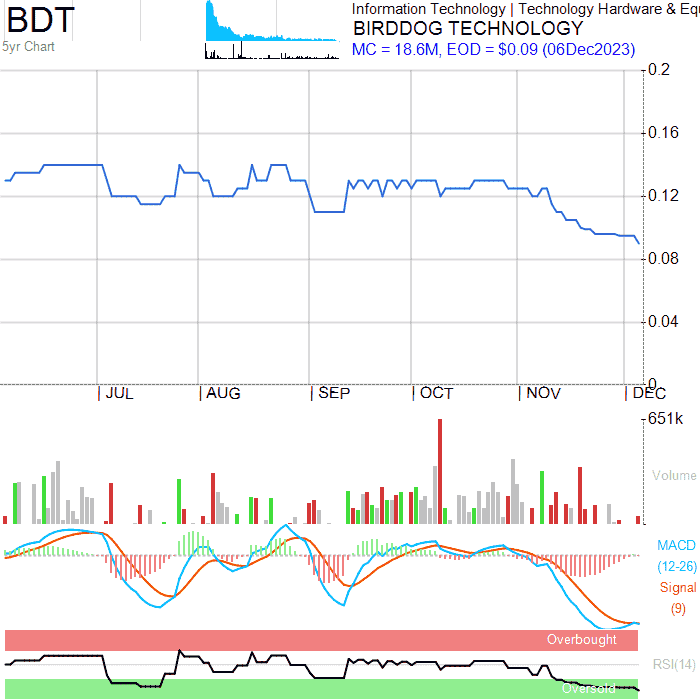 BDT
5yr Chart
Information Technology | Technology Hardware & Equ
BIRDDOG TECHNOLOGY
MC = 18.6M, EOD = $0.09 (06Dec2023)
0.2
0.16
0.12
0.08
0.04
0
JUL
AUG
SEP
OCT
NOV
DEC
651k
Volume
MACD
(12-26)
Signal
(9)
Overbought
RSI(14)
Oversold